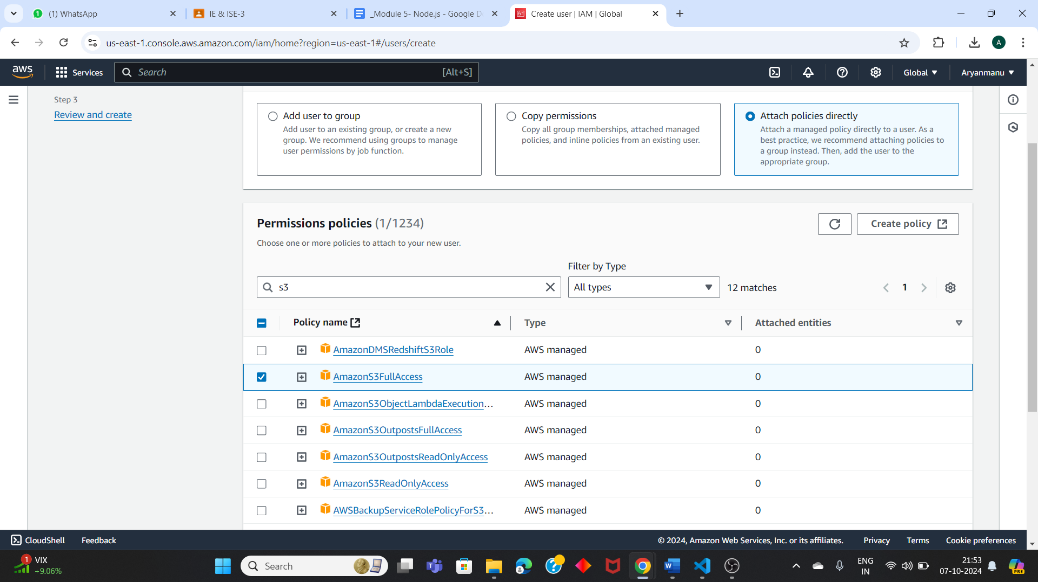 (1) WhatsApp
IE & ISE-3
_Module 5- Node.js - Google D
Create user | IAM | Global
us-east-1.console.aws.amazon.com/iam/home?region=us-east-1#/users/create
A
aws
Services
Search
[Alt+S]
Global
Aryanmanu
Step 3
Review and create
Add user to group
Add user to an existing group, or create a new
group. We recommend using groups to manage
user permissions by job function.
Copy permissions
Copy all group memberships, attached managed
policies, and inline policies from an existing user.
Attach policies directly
Attach a managed policy directly to a user. As a
best practice, we recommend attaching policies to
a group instead. Then, add the user to the
appropriate group.
Permissions policies (1/1234)
Create policy
Choose one or more policies to attach to your new user.
Filter by Type
s3
All types
12 matches
1
Policy name
Type
Attached entities
AmazonDMSRedshiftS3Role AWS managed 0
AmazonS3FullAccess AWS managed 0
AmazonS3ObjectLambdaExecution... AWS managed 0
AmazonS3OutpostsFullAccess AWS managed 0
AmazonS3OutpostsReadOnlyAccess AWS managed 0
AmazonS3ReadOnlyAccess AWS managed 0
AWSBackupServiceRolePolicyForS3... AWS managed 0
CloudShell
Feedback
© 2024, Amazon Web Services, Inc. or its affiliates.
Privacy
Terms
Cookie preferences
1
VIX
-9.06%
Search
ENG
IN
21:53
07-10-2024